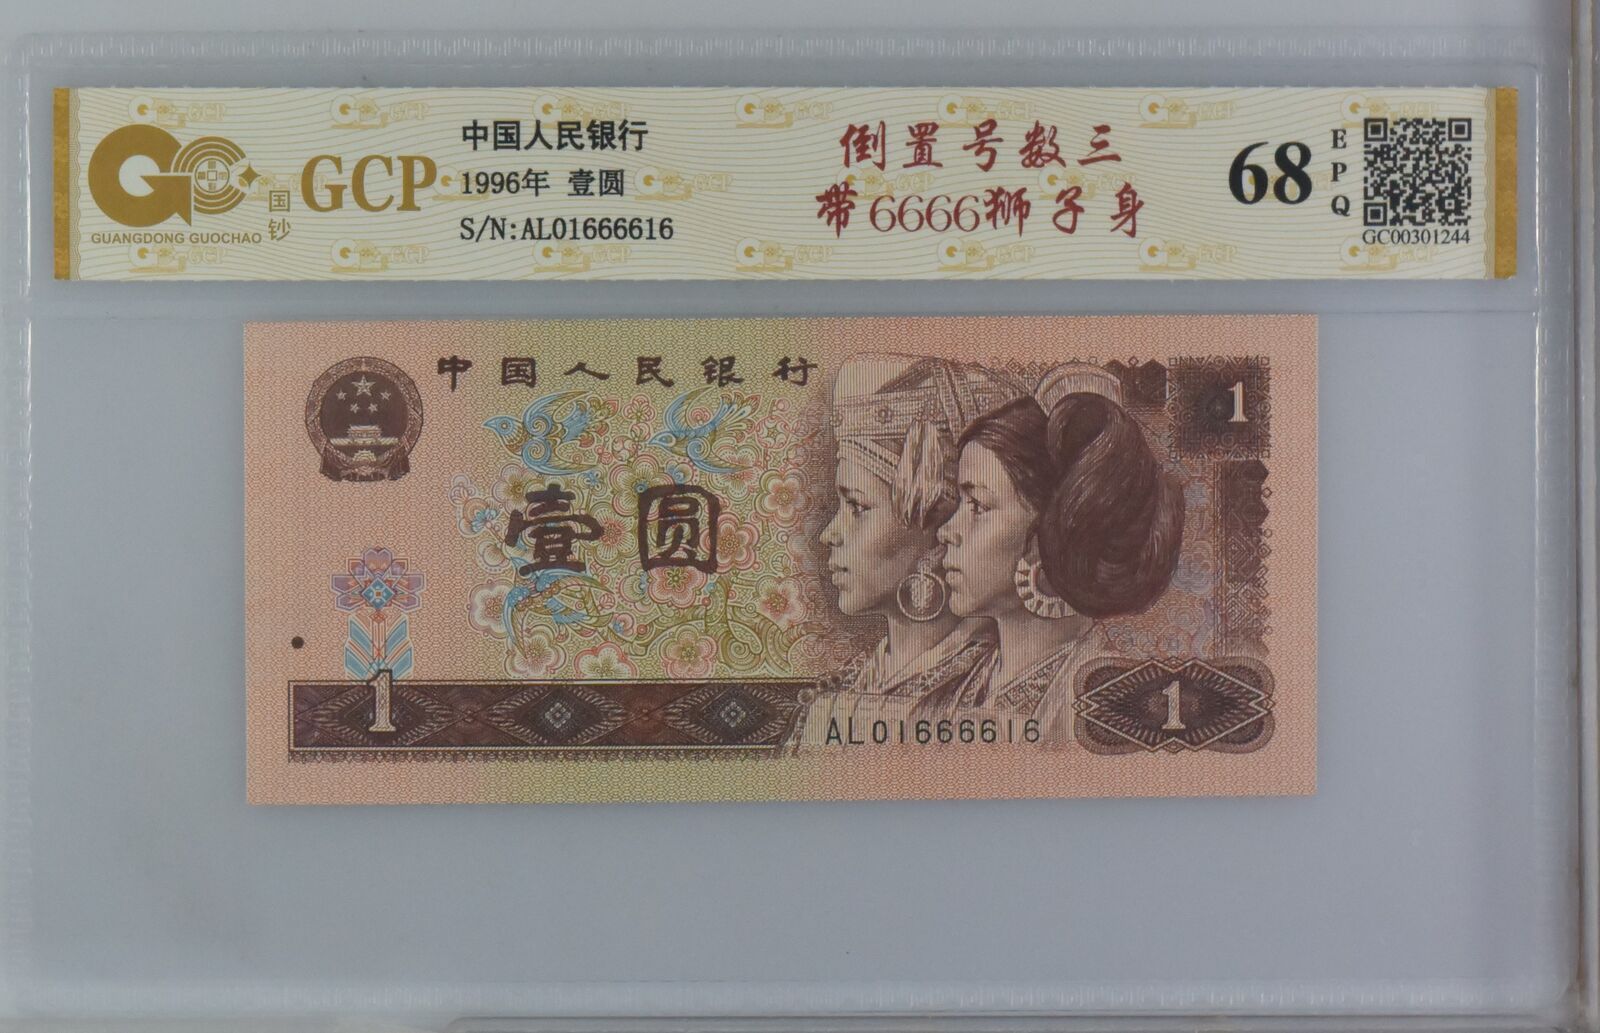 GC
国钞
GUANGDONG GUOCHAO
GCP
中国人民银行
1996年 壹圆
S/N:AL01666616
倒置号数三
带6666狮子身
68
EPQ
GC00301244
中国人民银行
1
壹圆
1
AL01666616
1